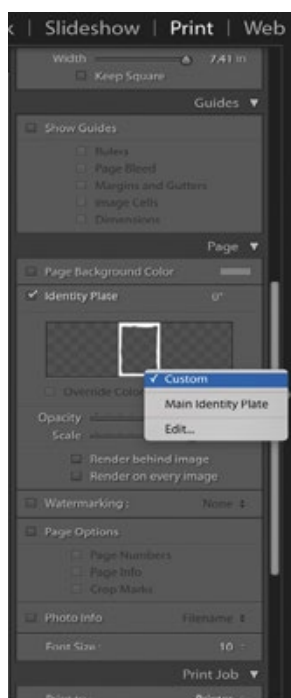 | Slideshow | Print | Web
Width 7.41 in
Keep Square
Guides ▼
Show Guides
Rulers
Page Bleed
Margins and Gutters
Image Cells
Dimensions
Page ▼
Page Background Color
✓ Identity Plate 0°
✓ Custom
Override Color
Main Identity Plate
Opacity
Edit...
Scale
Render behind image
Render on every image
Watermarking : None
Page Options
Page Numbers
Page Info
Crop Marks
Photo Info Filename
Font Size : 10
Print Job ▼